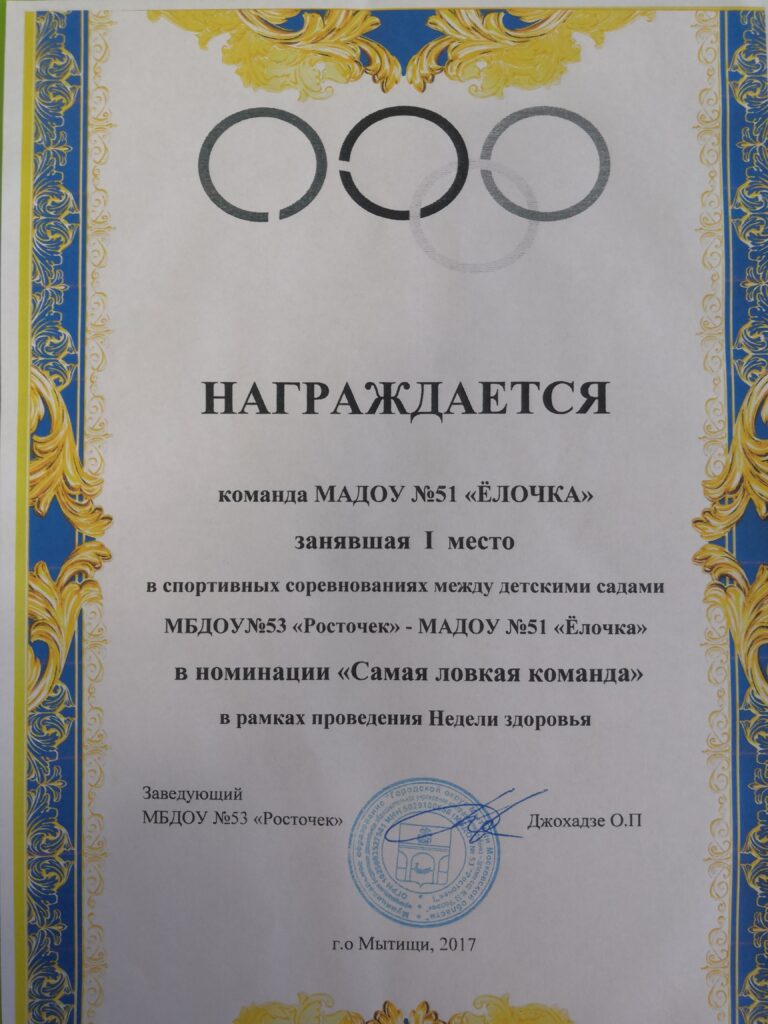 НАГРАЖДАЕТСЯ
команда МАДОУ №51 «ЁЛОЧКА»
занявшая I место
в спортивных соревнованиях между детскими садами
МБДОУ№53 «Росточек» - МАДОУ №51 «Ёлочка»
в номинации «Самая ловкая команда»
в рамках проведения Недели здоровья
Заведующий
МБДОУ №53 «Росточек»
Джохадзе О.П
г.о Мытищи, 2017